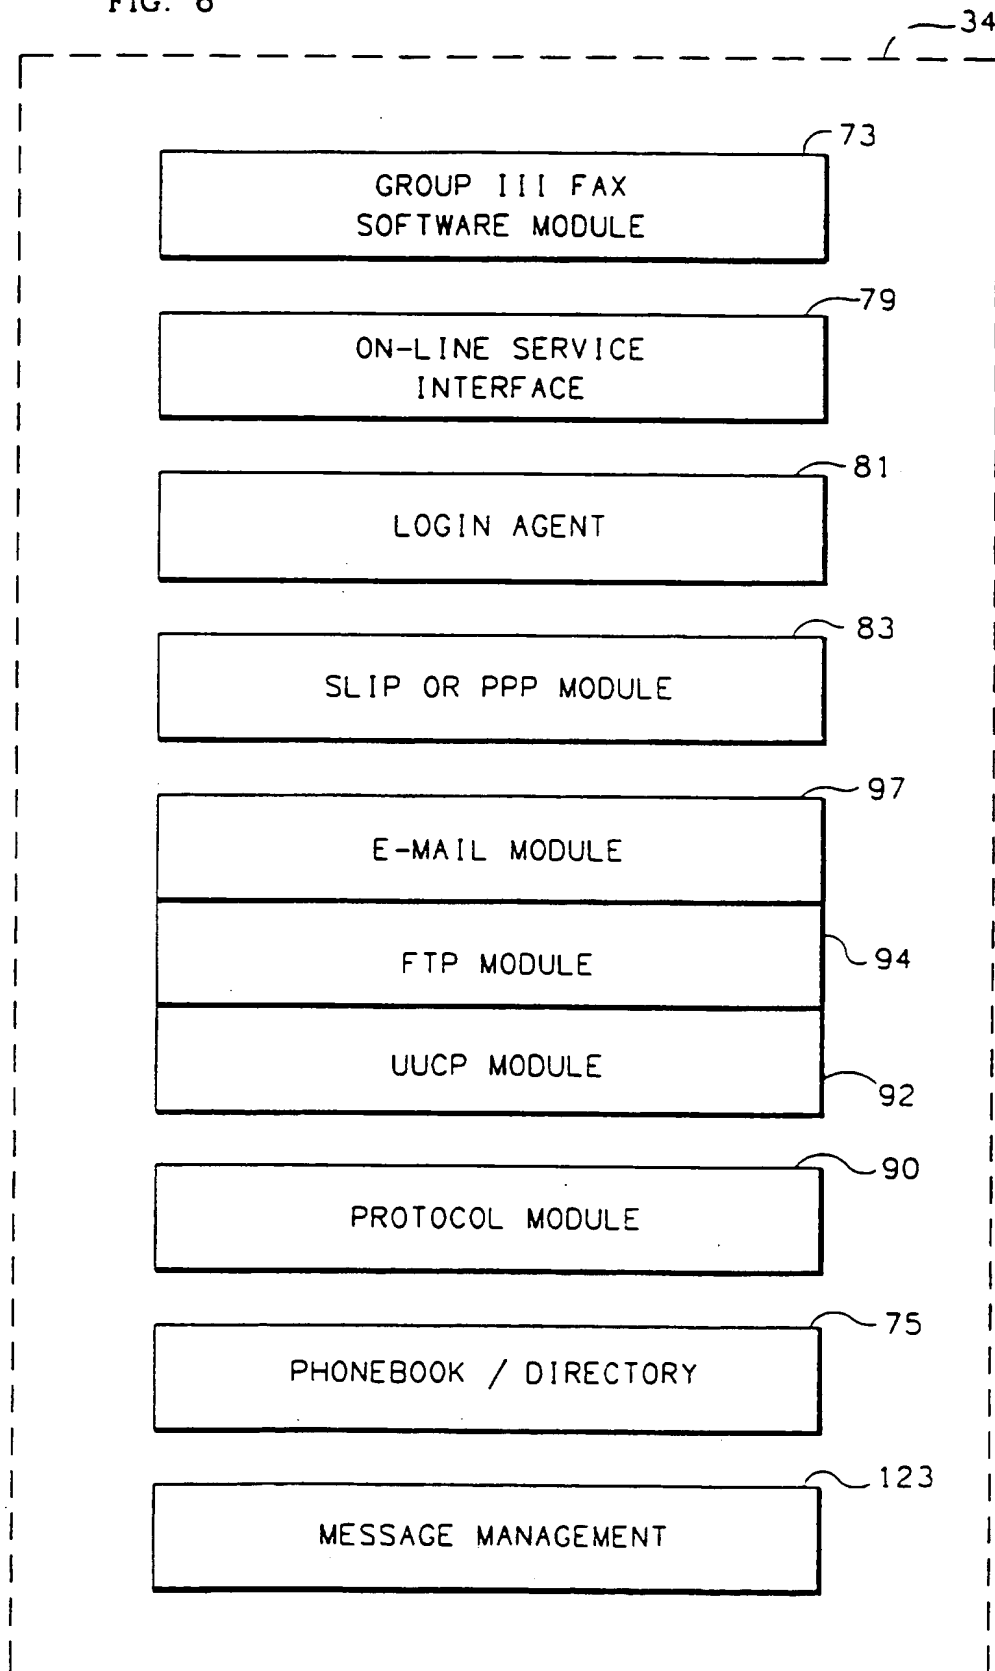 FIG. 8
34
73
GROUP III FAX
SOFTWARE MODULE
79
ON-LINE SERVICE
INTERFACE
81
LOGIN AGENT
83
SLIP OR PPP MODULE
97
E-MAIL MODULE
FTP MODULE
94
UUCP MODULE
92
90
PROTOCOL MODULE
75
PHONEBOOK / DIRECTORY
123
MESSAGE MANAGEMENT